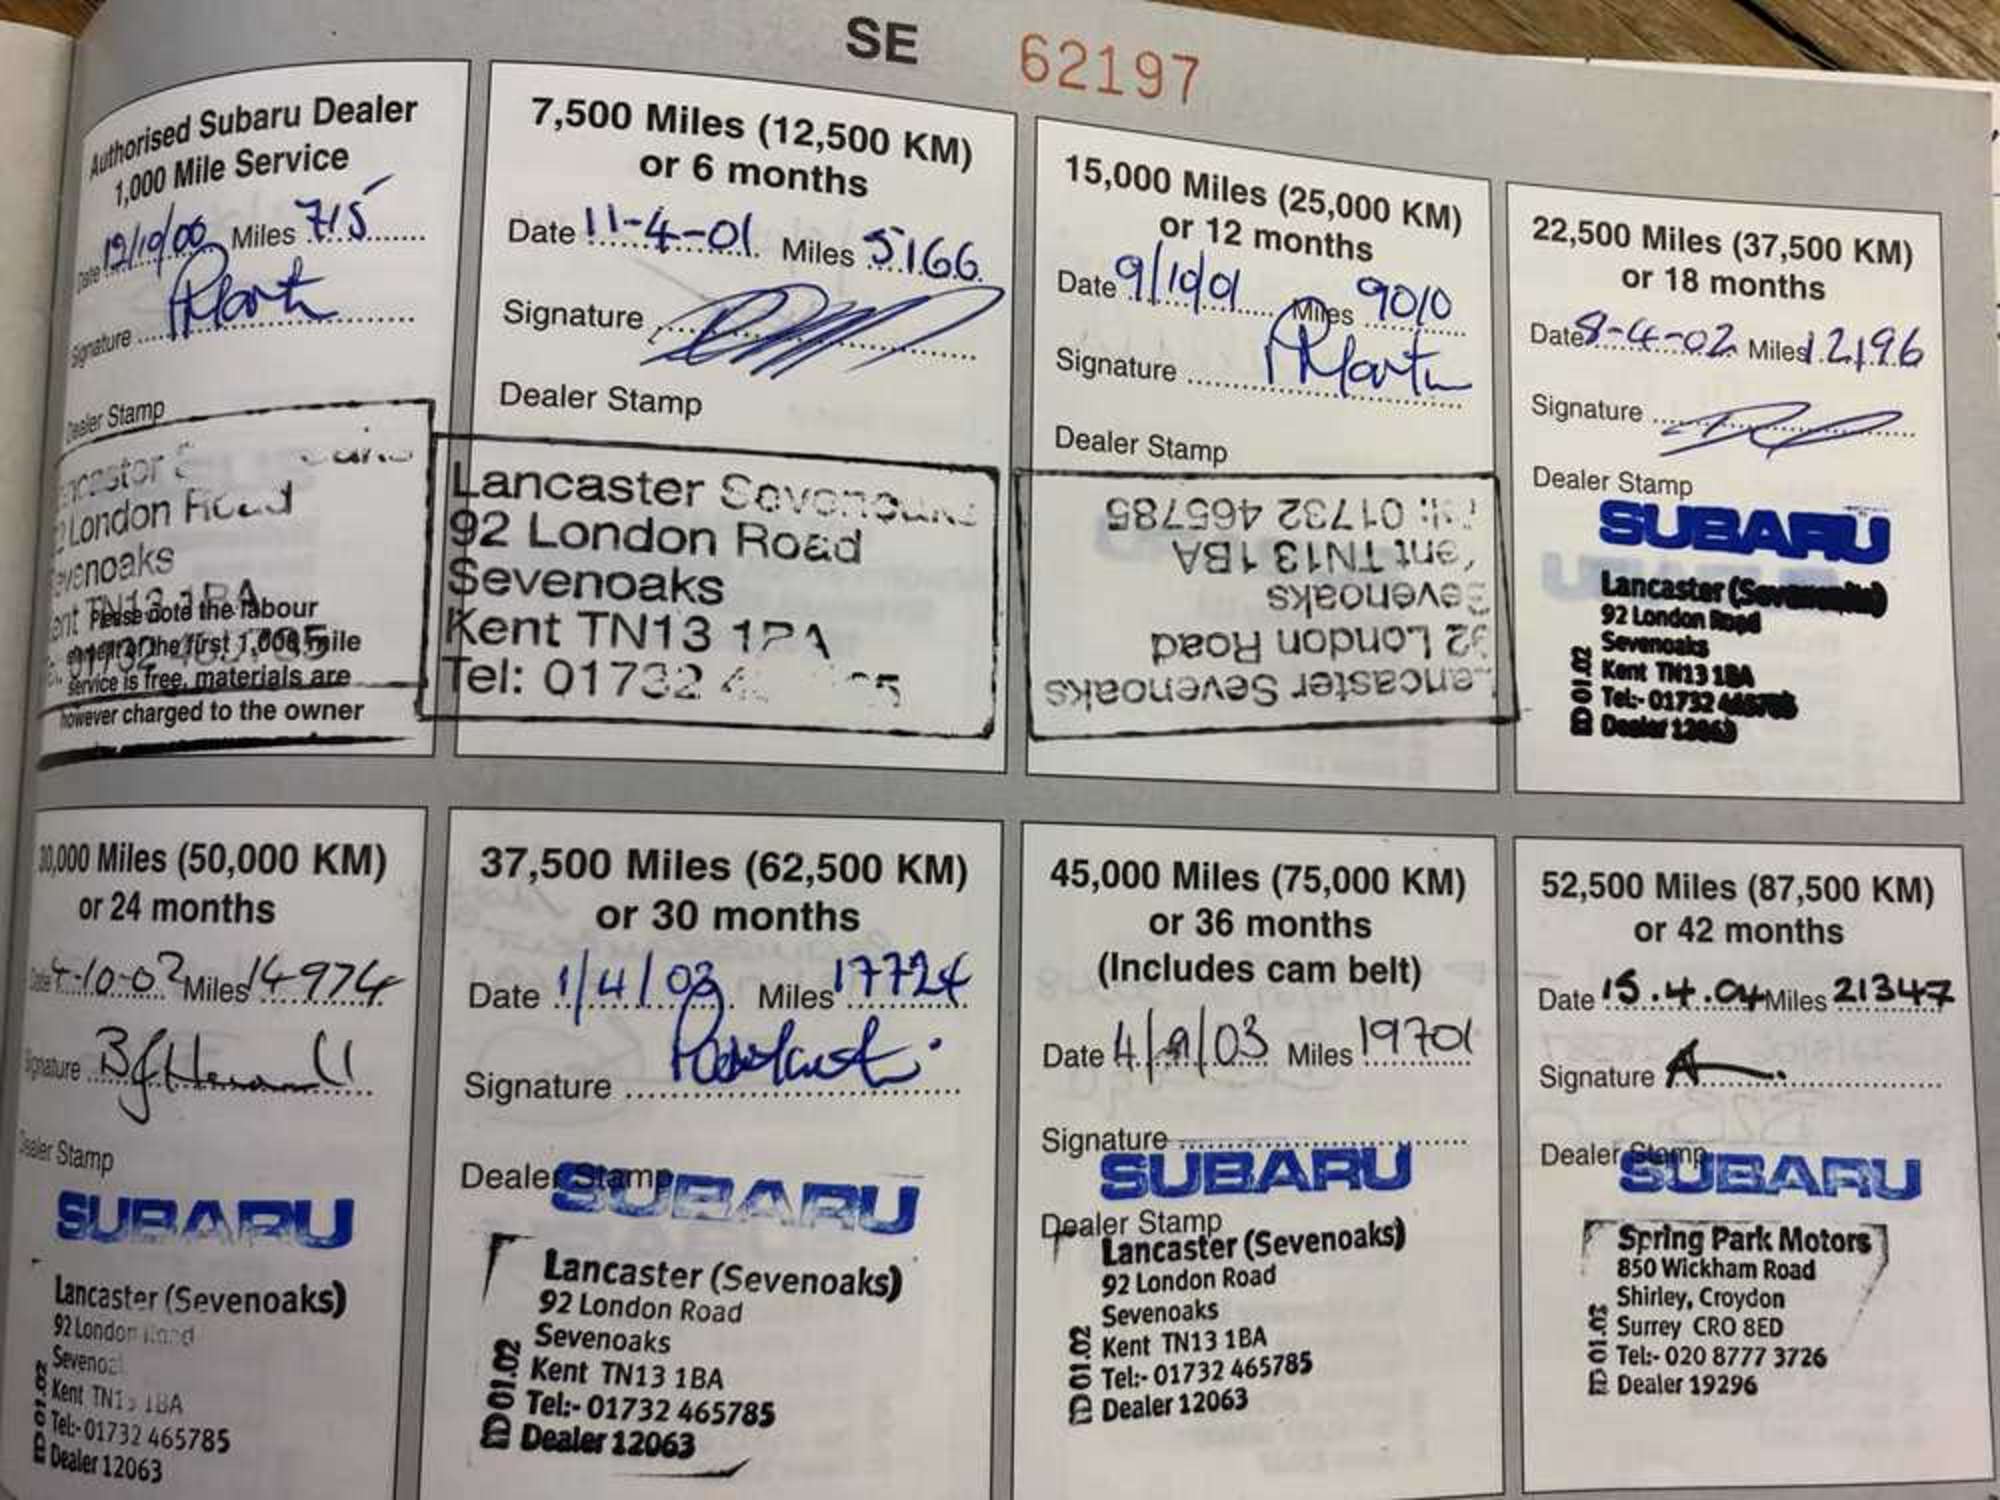 SE 62197
Authorised Subaru Dealer
1,000 Mile Service
Date 19/10/00 Miles 715
Signature
Dealer Stamp
London Road
Sevenoaks
Please note the labour
element of the first 1,000 mile
service is free, materials are
however charged to the owner
7,500 Miles (12,500 KM)
or 6 months
Date 11-4-01 Miles 5166
Signature
Dealer Stamp
Lancaster Sevenoaks
92 London Road
Sevenoaks
Kent TN13 1BA
Tel: 01732
15,000 Miles (25,000 KM)
or 12 months
Date 9/10/01 Miles 9010
Signature
Dealer Stamp
Lancaster Sevenoaks
92 London Road
Sevenoaks
Kent TN13 1BA
Tel: 01732 465785
22,500 Miles (37,500 KM)
or 18 months
Date 8-4-02 Miles 12196
Signature
Dealer Stamp
SUBARU
Lancaster (Sevenoaks)
92 London Road
Sevenoaks
Kent TN13 1BA
Tel:- 01732 465785
Dealer 12063
01.02
30,000 Miles (50,000 KM)
or 24 months
Date 4-10-02 Miles 14974
Signature
Dealer Stamp
SUBARU
Lancaster (Sevenoaks)
92 London Road
Kent TN13 1BA
Tel:- 01732 465785
Dealer 12063
01.02
37,500 Miles (62,500 KM)
or 30 months
Date 1/4/03 Miles 17724
Signature
Dealer Stamp
SUBARU
Lancaster (Sevenoaks)
92 London Road
Sevenoaks
Kent TN13 1BA
Tel:- 01732 465785
Dealer 12063
01.02
45,000 Miles (75,000 KM)
or 36 months
(Includes cam belt)
Date 4/9/03 Miles 19701
Signature
SUBARU
Dealer Stamp
Lancaster (Sevenoaks)
92 London Road
Sevenoaks
Kent TN13 1BA
Tel:- 01732 465785
Dealer 12063
01.02
52,500 Miles (87,500 KM)
or 42 months
Date 15.4.04 Miles 21347
Signature
Dealer Stamp
SUBARU
Spring Park Motors
850 Wickham Road
Shirley, Croydon
Surrey CRO 8ED
Tel:- 020 8777 3726
Dealer 19296
01.03